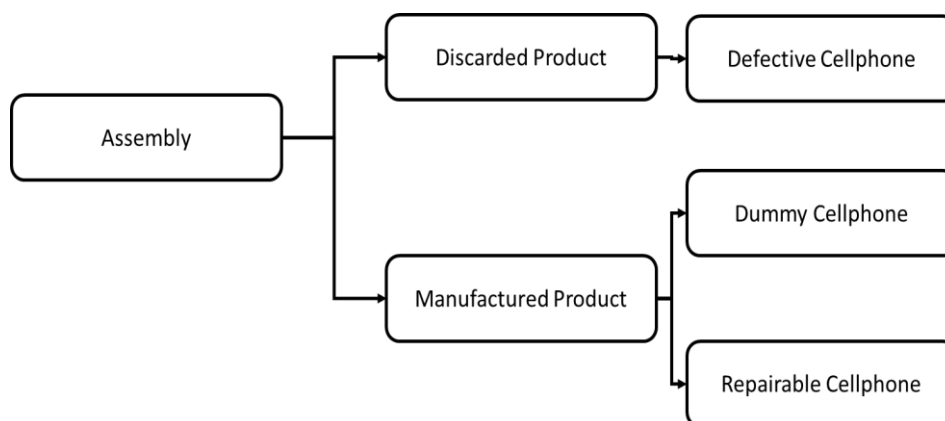 Discarded Product
Defective Cellphone
Assembly
Dummy Cellphone
Manufactured Product
Repairable Cellphone